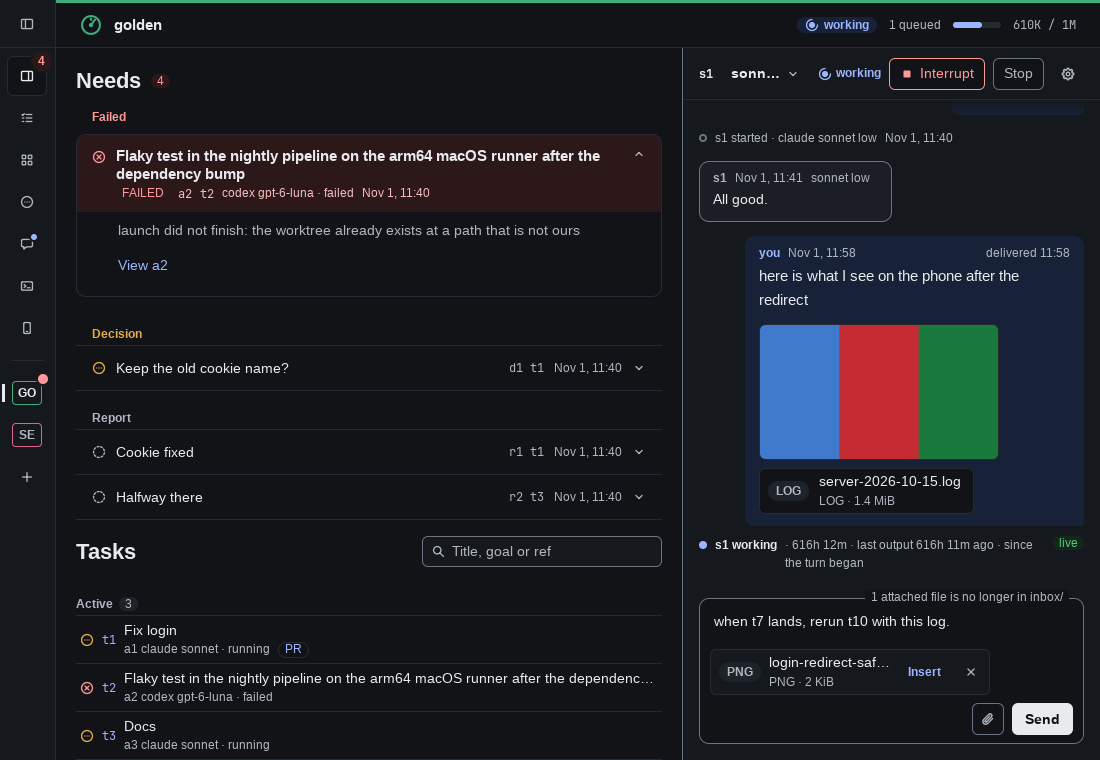 golden
working
1 queued
610K / 1M
4
GO
SE
Needs 4
Failed
Flaky test in the nightly pipeline on the arm64 macOS runner after the
dependency bump
FAILED a2 t2 codex gpt-6-luna · failed Nov 1, 11:40
launch did not finish: the worktree already exists at a path that is not ours
View a2
Decision
Keep the old cookie name? d1 t1 Nov 1, 11:40
Report
Cookie fixed r1 t1 Nov 1, 11:40
Halfway there r2 t3 Nov 1, 11:40
Tasks
Title, goal or ref
Active 3
t1 Fix login
a1 claude sonnet · running PR
t2 Flaky test in the nightly pipeline on the arm64 macOS runner after the dependenc…
a2 codex gpt-6-luna · failed
t3 Docs
a3 claude sonnet · running
s1 sonn… working Interrupt Stop
s1 started · claude sonnet low Nov 1, 11:40
s1 Nov 1, 11:41 sonnet low
All good.
you Nov 1, 11:58 delivered 11:58
here is what I see on the phone after the
redirect
LOG server-2026-10-15.log
LOG · 1.4 MiB
s1 working · 616h 12m · last output 616h 11m ago · since
the turn began
live
1 attached file is no longer in inbox/
when t7 lands, rerun t10 with this log.
PNG login-redirect-saf…
PNG · 2 KiB
Insert
Send